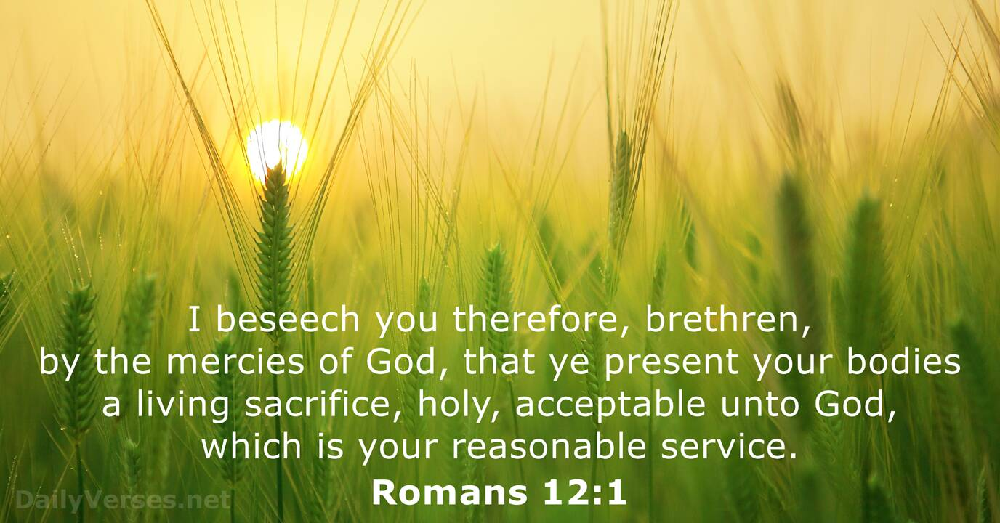 I beseech you therefore, brethren,
by the mercies of God, that ye present your bodies
a living sacrifice, holy, acceptable unto God,
which is your reasonable service.
Romans 12:1
DailyVerses.net